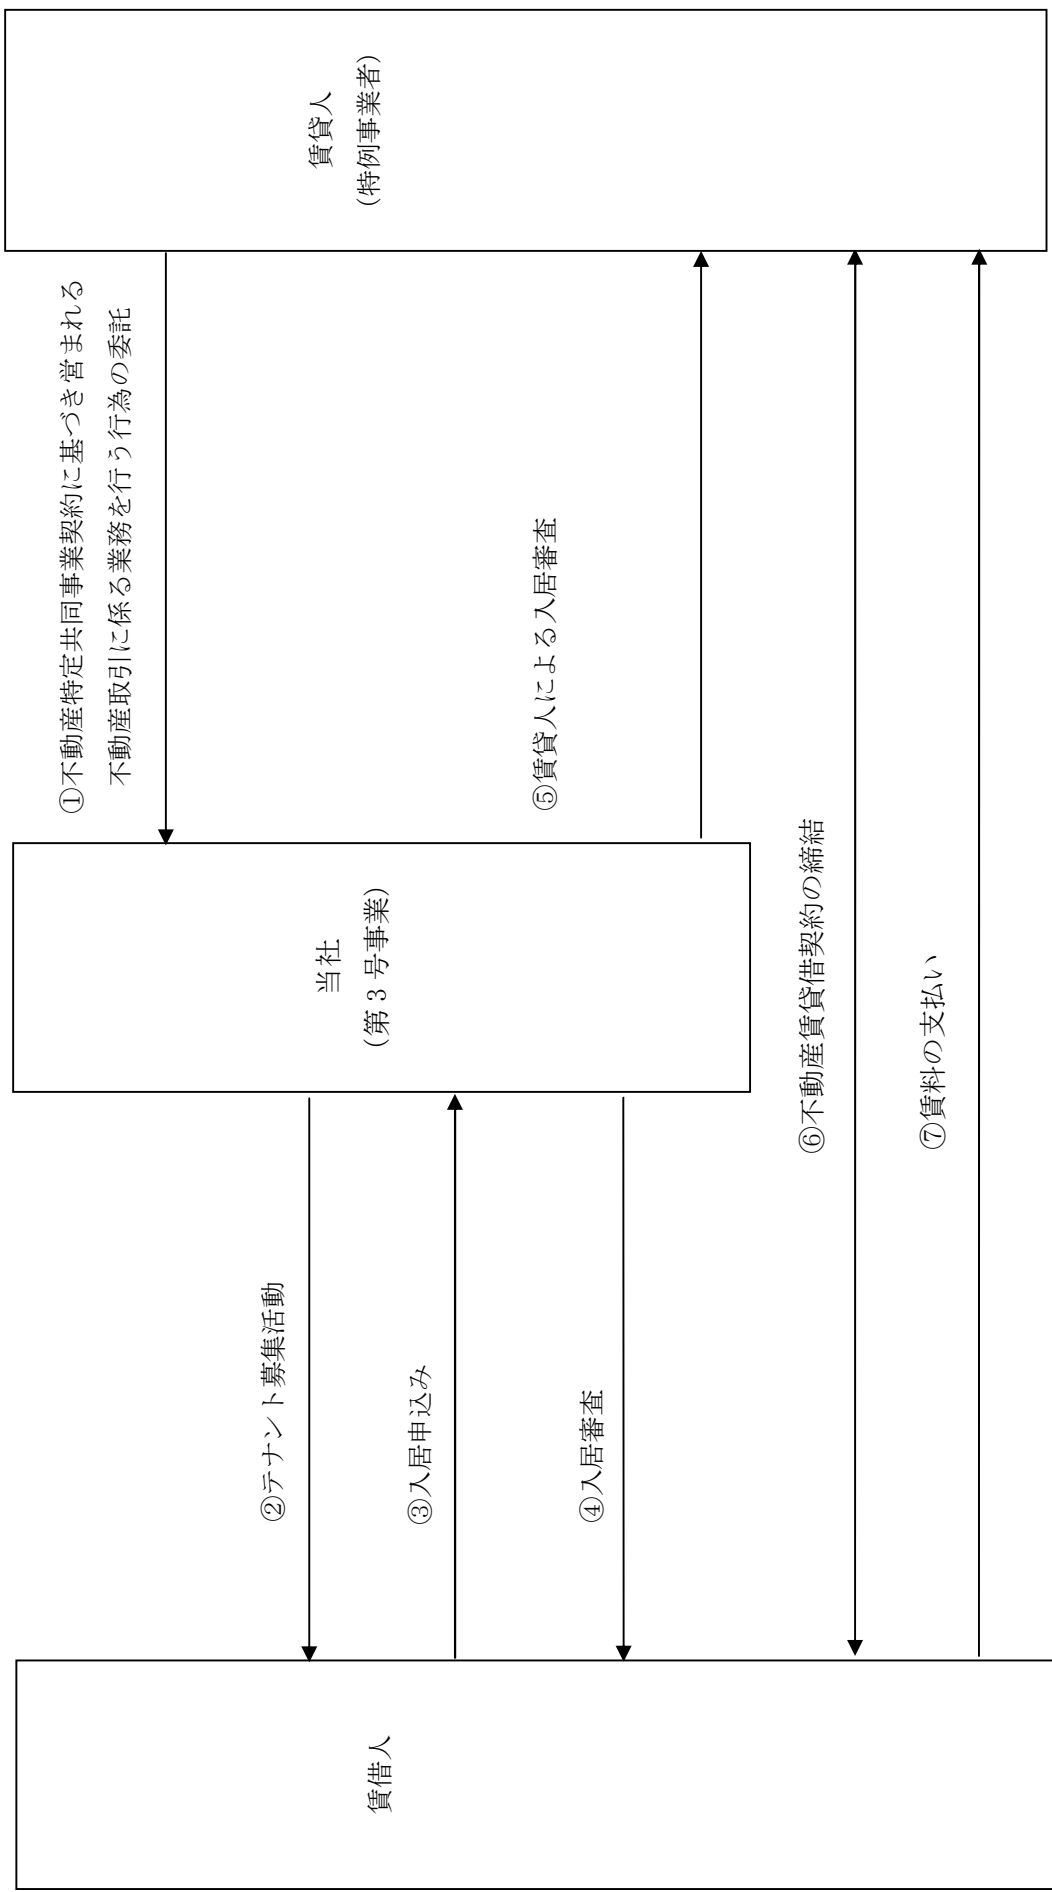 賃借人
当社
(第 3 号事業)
賃貸人
(特例事業者)
①不動産特定共同事業契約に基づき営まれる
不動産取引に係る業務を行う行為の委託
②テナント募集活動
③入居申込み
④入居審査
⑤賃貸人による入居審査
⑥不動産賃貸借契約の締結
⑦賃料の支払い